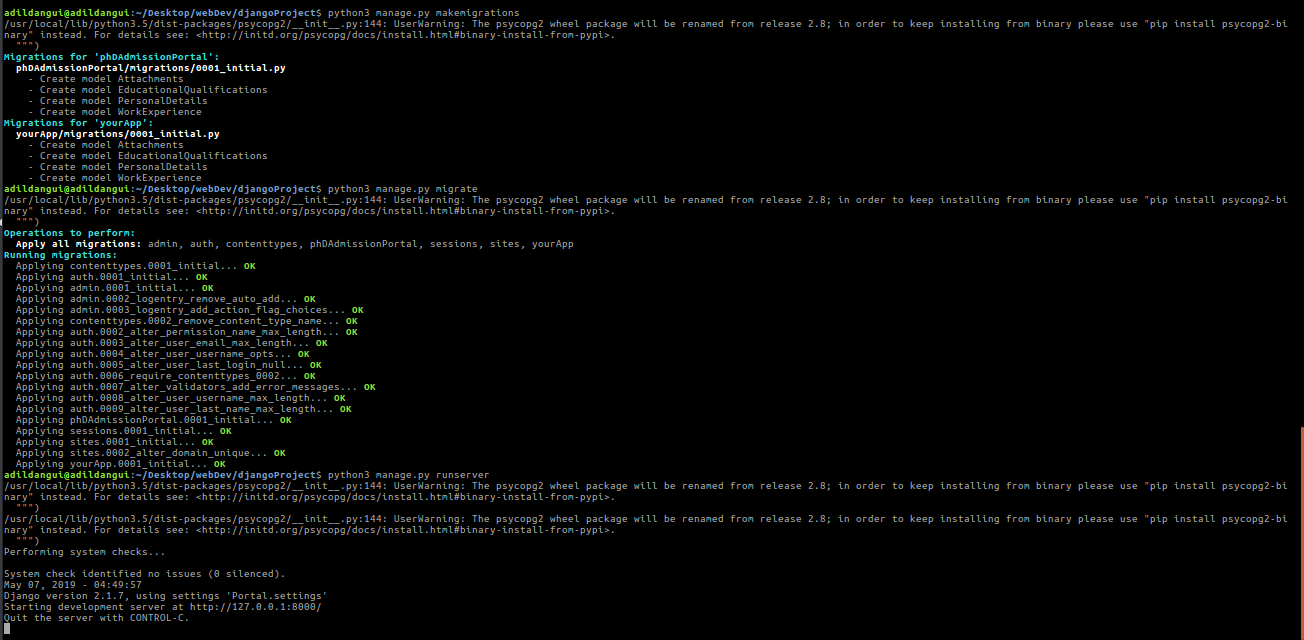 adildangui@adildangui:~/Desktop/webDev/djangoProject$ python3 manage.py makemigrations
/usr/local/lib/python3.5/dist-packages/psycopg2/__init__.py:144: UserWarning: The psycopg2 wheel package will be renamed from release 2.8; in order to keep installing from binary please use "pip install psycopg2-bi
nary" instead. For details see: <http://initd.org/psycopg/docs/install.html#binary-install-from-pypi>.
  """)
Migrations for 'phDAdmissionPortal':
  phDAdmissionPortal/migrations/0001_initial.py
    - Create model Attachments
    - Create model EducationalQualifications
    - Create model PersonalDetails
    - Create model WorkExperience
Migrations for 'yourApp':
  yourApp/migrations/0001_initial.py
    - Create model Attachments
    - Create model EducationalQualifications
    - Create model PersonalDetails
    - Create model WorkExperience
adildangui@adildangui:~/Desktop/webDev/djangoProject$ python3 manage.py migrate
/usr/local/lib/python3.5/dist-packages/psycopg2/__init__.py:144: UserWarning: The psycopg2 wheel package will be renamed from release 2.8; in order to keep installing from binary please use "pip install psycopg2-bi
nary" instead. For details see: <http://initd.org/psycopg/docs/install.html#binary-install-from-pypi>.
  """)
Operations to perform:
  Apply all migrations: admin, auth, contenttypes, phDAdmissionPortal, sessions, sites, yourApp
Running migrations:
  Applying contenttypes.0001_initial... OK
  Applying auth.0001_initial... OK
  Applying admin.0001_initial... OK
  Applying admin.0002_logentry_remove_auto_add... OK
  Applying admin.0003_logentry_add_action_flag_choices... OK
  Applying contenttypes.0002_remove_content_type_name... OK
  Applying auth.0002_alter_permission_name_max_length... OK
  Applying auth.0003_alter_user_email_max_length... OK
  Applying auth.0004_alter_user_username_opts... OK
  Applying auth.0005_alter_user_last_login_null... OK
  Applying auth.0006_require_contenttypes_0002... OK
  Applying auth.0007_alter_validators_add_error_messages... OK
  Applying auth.0008_alter_user_username_max_length... OK
  Applying auth.0009_alter_user_last_name_max_length... OK
  Applying phDAdmissionPortal.0001_initial... OK
  Applying sessions.0001_initial... OK
  Applying sites.0001_initial... OK
  Applying sites.0002_alter_domain_unique... OK
  Applying yourApp.0001_initial... OK
adildangui@adildangui:~/Desktop/webDev/djangoProject$ python3 manage.py runserver
/usr/local/lib/python3.5/dist-packages/psycopg2/__init__.py:144: UserWarning: The psycopg2 wheel package will be renamed from release 2.8; in order to keep installing from binary please use "pip install psycopg2-bi
nary" instead. For details see: <http://initd.org/psycopg/docs/install.html#binary-install-from-pypi>.
  """)
/usr/local/lib/python3.5/dist-packages/psycopg2/__init__.py:144: UserWarning: The psycopg2 wheel package will be renamed from release 2.8; in order to keep installing from binary please use "pip install psycopg2-bi
nary" instead. For details see: <http://initd.org/psycopg/docs/install.html#binary-install-from-pypi>.
  """)
Performing system checks...

System check identified no issues (0 silenced).
May 07, 2019 - 04:49:57
Django version 2.1.7, using settings 'Portal.settings'
Starting development server at http://127.0.0.1:8000/
Quit the server with CONTROL-C.